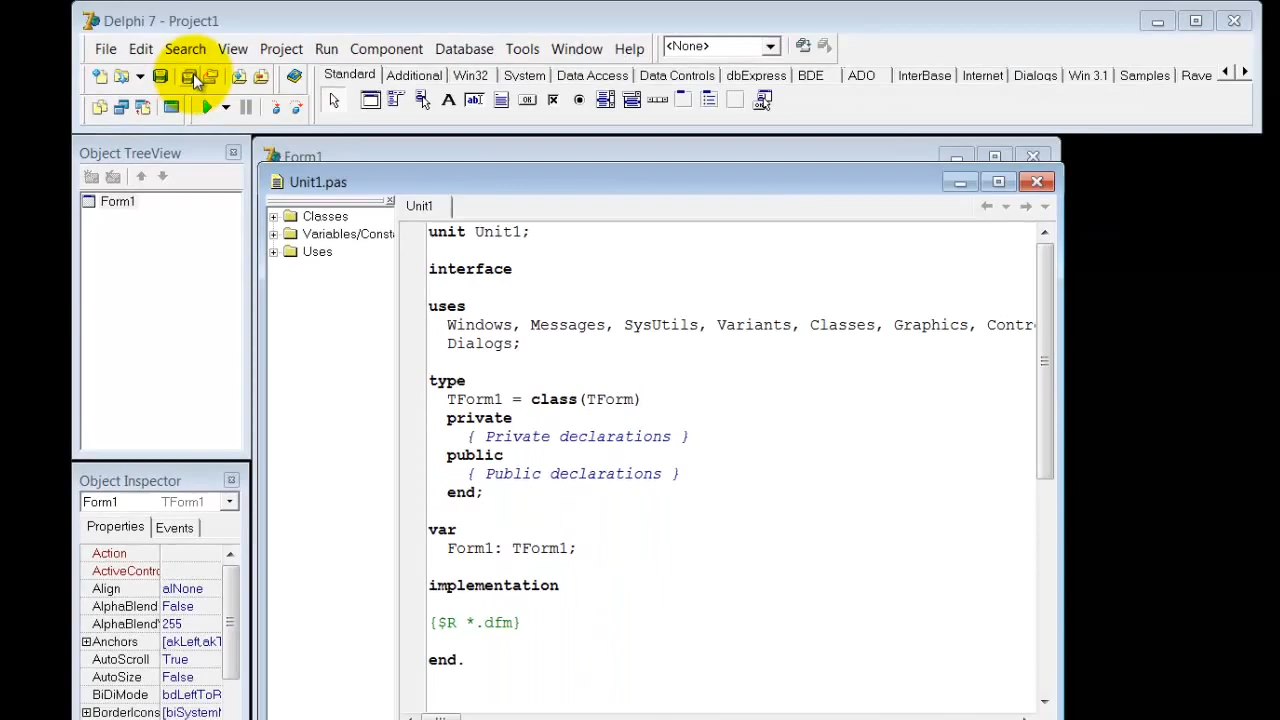 Delphi 7 - Project1
File Edit Search View Project Run Component Database Tools Window Help <None>
Standard Additional Win32 System Data Access Data Controls dbExpress BDE ADO InterBase Internet Dialogs Win 3.1 Samples Rave
Object TreeView
Form1
Form1
Unit1.pas
Classes
Variables/Const
Uses
Unit1
unit Unit1;
interface
uses
Windows, Messages, SysUtils, Variants, Classes, Graphics, Contr
Dialogs;
type
TForm1 = class(TForm)
private
{ Private declarations }
public
{ Public declarations }
end;
var
Form1: TForm1;
implementation
{$R *.dfm}
end.
Object Inspector
Form1 TForm1
Properties Events
Action
ActiveContro
Align alNone
AlphaBlend False
AlphaBlend 255
Anchors [akLeft,akT
AutoScroll True
AutoSize False
BiDiMode bdLeftToR
BorderIcons [biSystemM